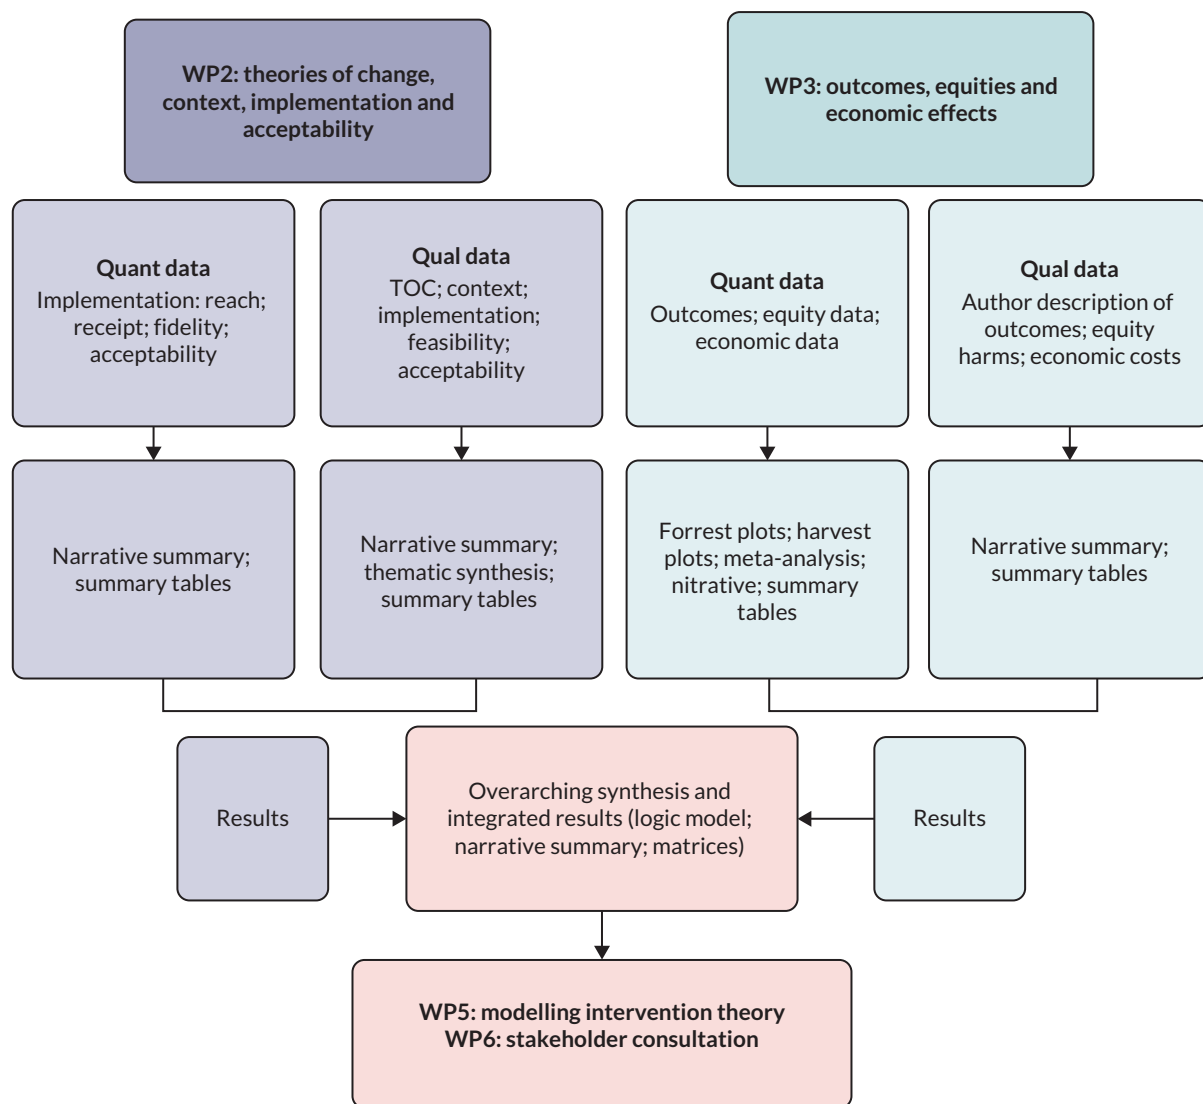 WP2: theories of change,
context, implementation and
acceptability
WP3: outcomes, equities and
economic effects
Quant data
Implementation: reach;
receipt; fidelity;
acceptability
Qual data
TOC; context;
implementation;
feasibility;
acceptability
Quant data
Outcomes; equity data;
economic data
Qual data
Author description of
outcomes; equity
harms; economic costs
Narrative summary;
summary tables
Narrative summary;
thematic synthesis;
summary tables
Forrest plots; harvest
plots; meta-analysis;
nitrative; summary
tables
Narrative summary;
summary tables
Results
Overarching synthesis and
integrated results (logic model;
narrative summary; matrices)
Results
WP5: modelling intervention theory
WP6: stakeholder consultation